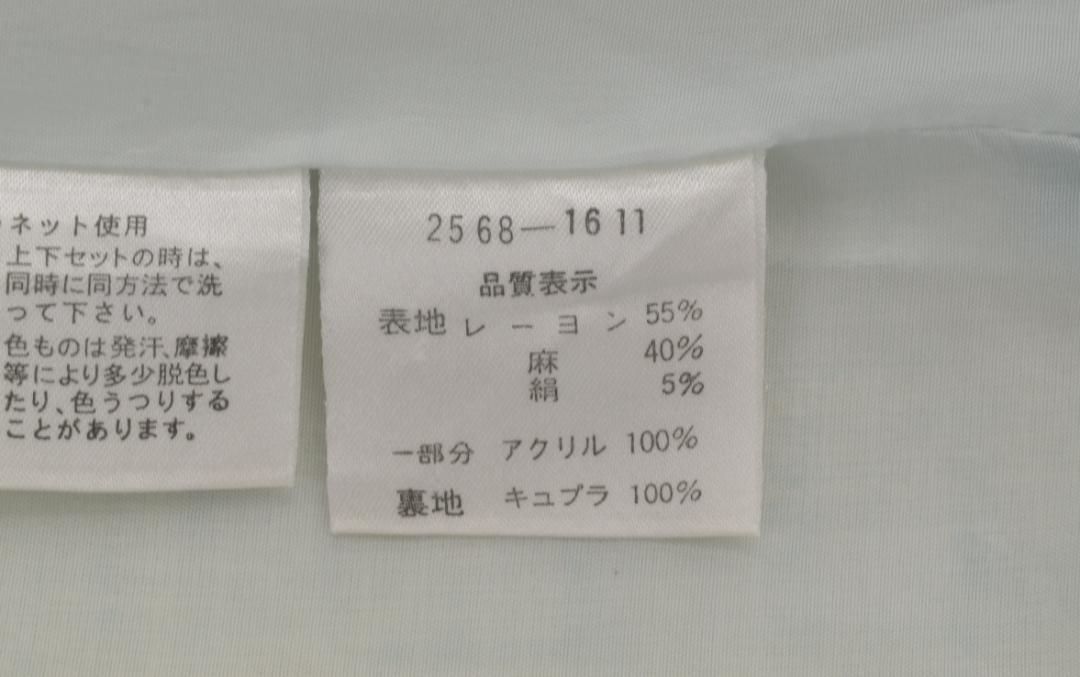 ネット使用
上下セットの時は、
同時に同方法で洗
って下さい。
色ものは発汗、摩擦
等により多少脱色し
たり、色うつりする
ことがあります。
2568—1611
品質表示
表地 レーヨン 55%
麻 40%
絹 5%
一部分 アクリル 100%
裏地 キュプラ 100%